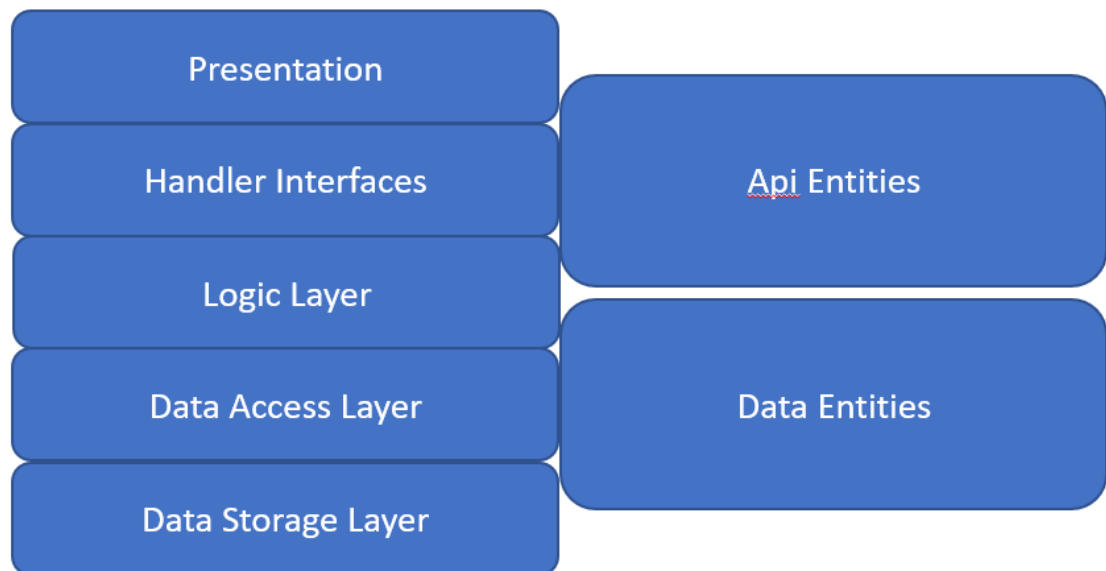 Presentation
Handler Interfaces
Api Entities
Logic Layer
Data Access Layer
Data Entities
Data Storage Layer